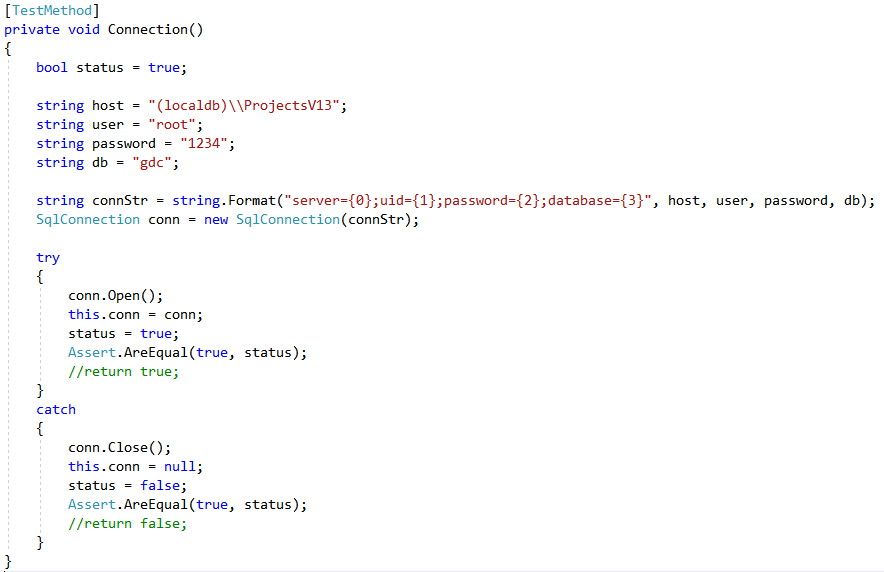 [TestMethod]
private void Connection()
{
bool status = true;
string host = "(localdb)\\ProjectsV13";
string user = "root";
string password = "1234";
string db = "gdc";
string connStr = string.Format("server={0};uid={1};password={2};database={3}", host, user, password, db);
SqlConnection conn = new SqlConnection(connStr);
try
{
conn.Open();
this.conn = conn;
status = true;
Assert.AreEqual(true, status);
//return true;
}
catch
{
conn.Close();
this.conn = null;
status = false;
Assert.AreEqual(true, status);
//return false;
}
}